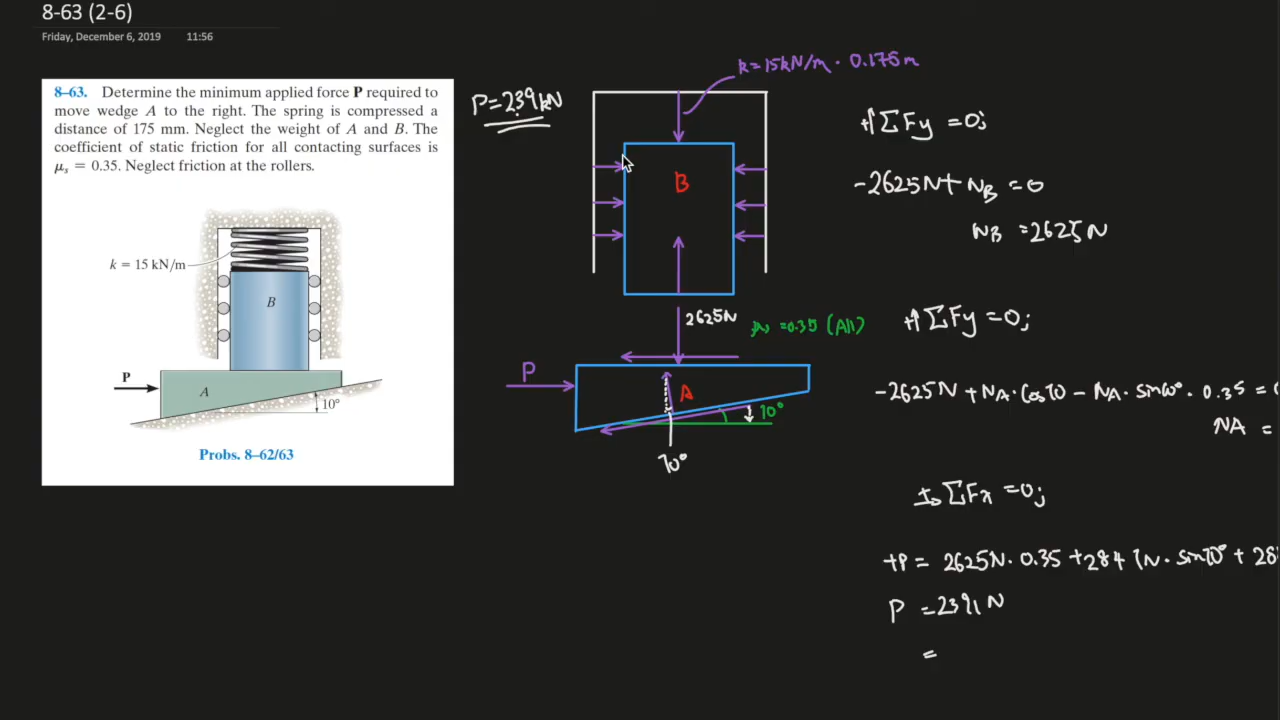 8-63 (2-6)
Friday, December 6, 2019 11:56
8–63. Determine the minimum applied force P required to
move wedge A to the right. The spring is compressed a
distance of 175 mm. Neglect the weight of A and B. The
coefficient of static friction for all contacting surfaces is
μs = 0.35. Neglect friction at the rollers.
k = 15 kN/m
B
P
A
10°
Probs. 8–62/63
P=2.39kN
k=15kN/m · 0.175m
B
2625N
μ =0.35 (All)
P
A
10°
10°
+↑ΣFy =0;
-2625N+ NB =0
NB =2625N
+↑ΣFy=0;
-2625N + NA·Cos10 - NA·sin10°· 0.35 =
NA =
ΣFx =0;
+P= 2625N· 0.35 +2841N· sin10° + 28
P =2391N
=